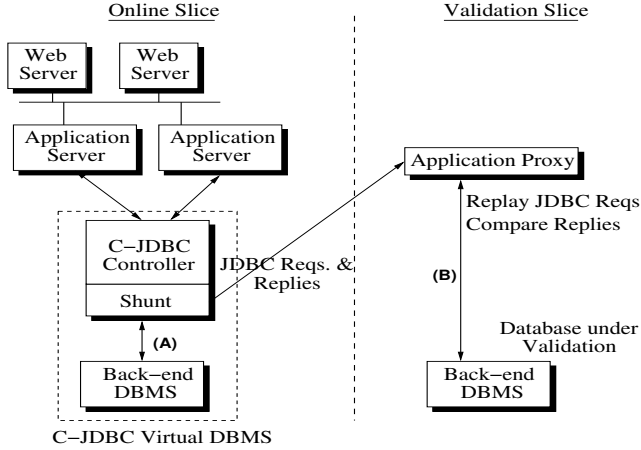 Online Slice
Validation Slice
Web
Server
Web
Server
Application
Server
Application
Server
Application Proxy
Replay JDBC Reqs
Compare Replies
C-JDBC
Controller
JDBC Reqs. &
Replies
Shunt
(A)
(B)
Database under
Validation
Back-end
DBMS
Back-end
DBMS
C-JDBC Virtual DBMS